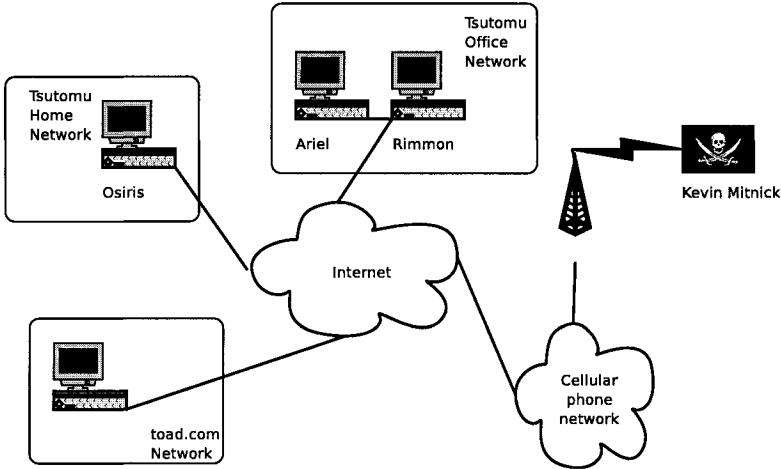 Tsutomu
Office
Network
Ariel
Rimmon
Tsutomu
Home
Network
Osiris
Kevin Mitnick
Internet
Cellular
phone
network
toad.com
Network